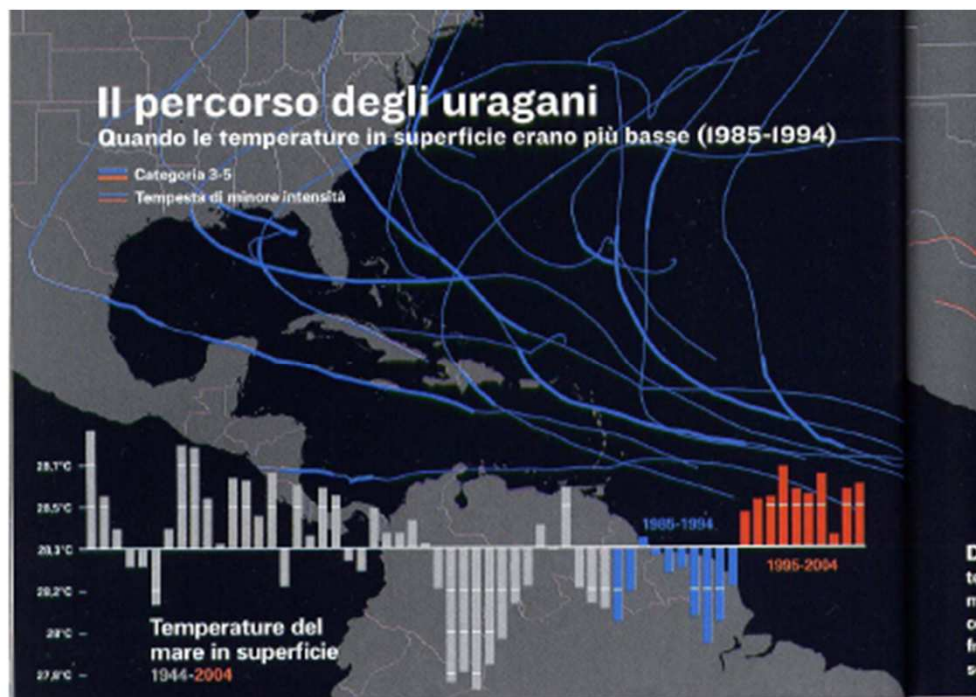 Il percorso degli uragani
Quando le temperature in superficie erano più basse (1985-1994)
Categoria 3-5
Tempesta di minore intensità
28,7°C
28,5°C
28,3°C
28,2°C
28°C
27,8°C
1985-1994
1995-2004
Temperature del
mare in superficie
1944-2004